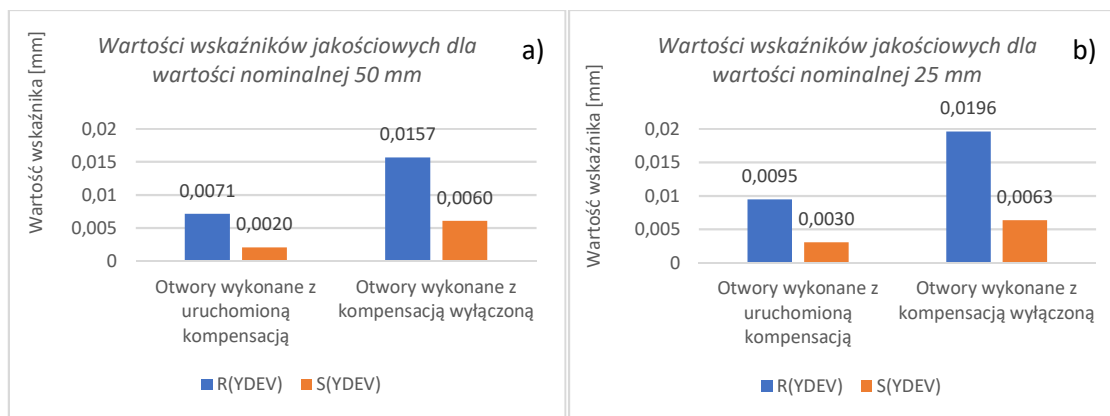 Wartości wskaźników jakościowych dla
wartości nominalnej 50 mm
a)
Wartość wskaźnika [mm]
0,02
0,015
0,01
0,005
0
0,0071
0,0020
0,0157
0,0060
Otwory wykonane z
uruchomioną
kompensacją
Otwory wykonane z
kompensacją wyłączoną
R(YDEV)
S(YDEV)
Wartości wskaźników jakościowych dla
wartości nominalnej 25 mm
b)
Wartość wskaźnika [mm]
0,02
0,015
0,01
0,005
0
0,0095
0,0030
0,0196
0,0063
Otwory wykonane z
uruchomioną
kompensacją
Otwory wykonane z
kompensacją wyłączoną
R(YDEV)
S(YDEV)